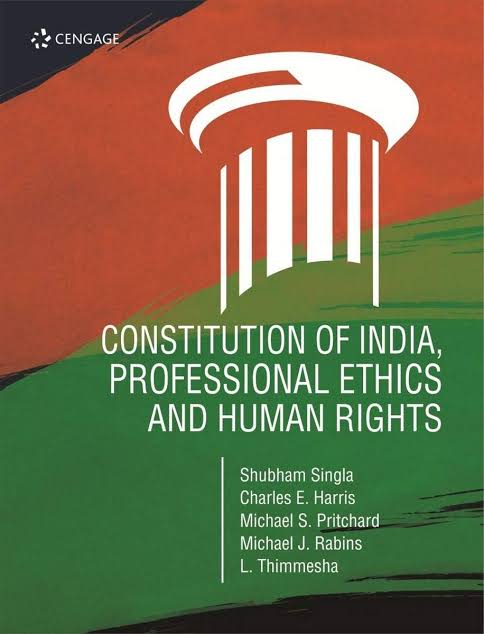 CENGAGE
CONSTITUTION OF INDIA,
PROFESSIONAL ETHICS
AND HUMAN RIGHTS
Shubham Singla
Charles E. Harris
Michael S. Pritchard
Michael J. Rabins
L. Thimmesha